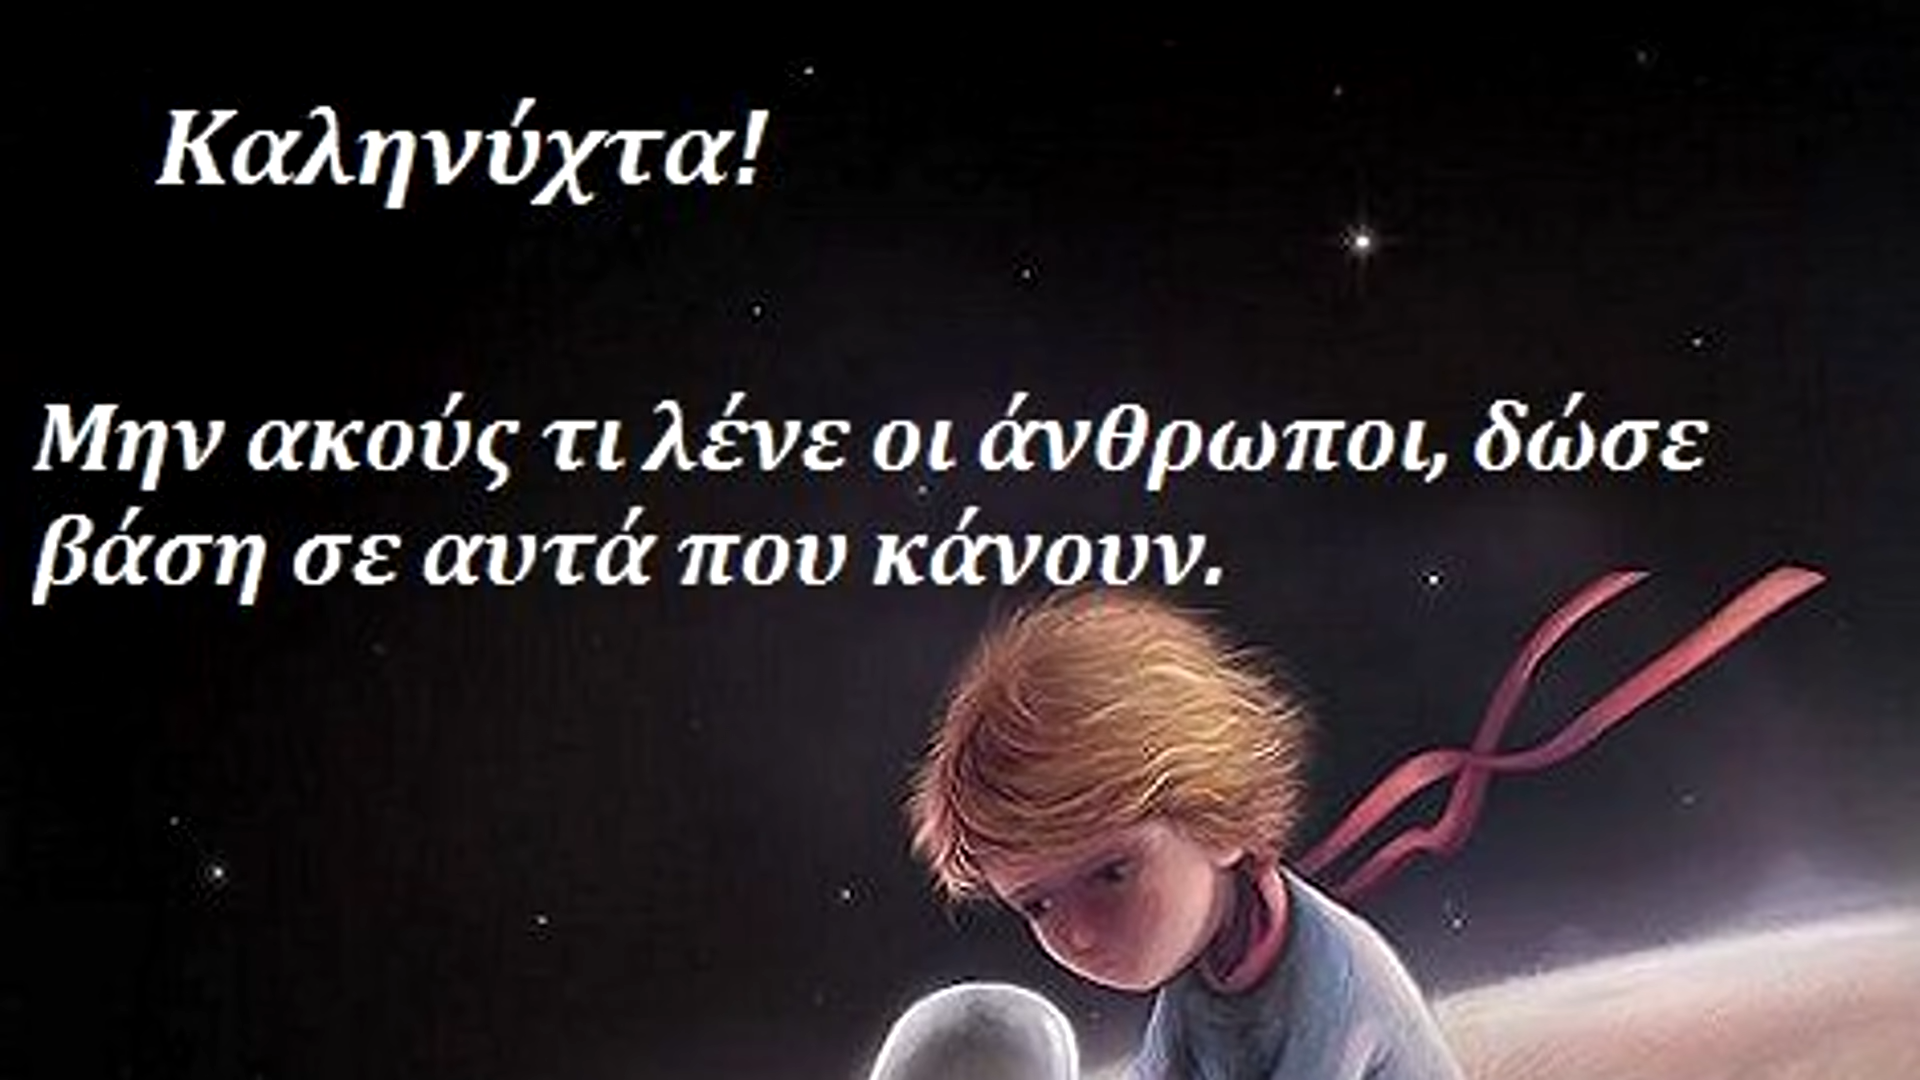 Καληνύχτα!
Μην ακούς τι λένε οι άνθρωποι, δώσε
βάση σε αυτά που κάνουν.